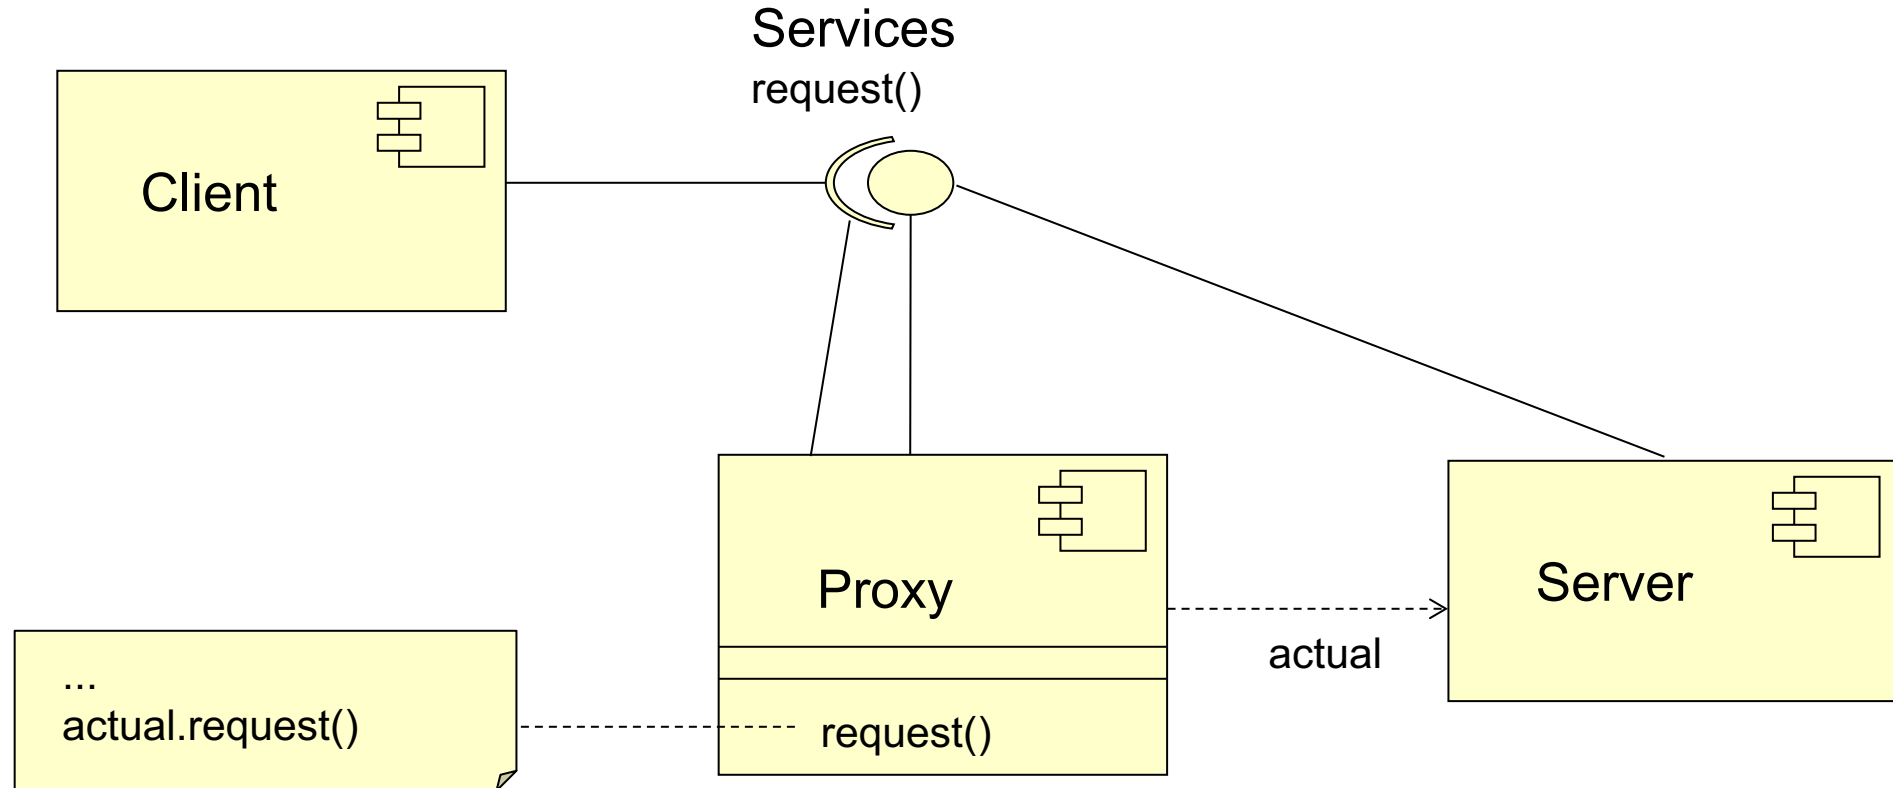 Services
request()
Client
Proxy
Server
actual
...
actual.request()
request()